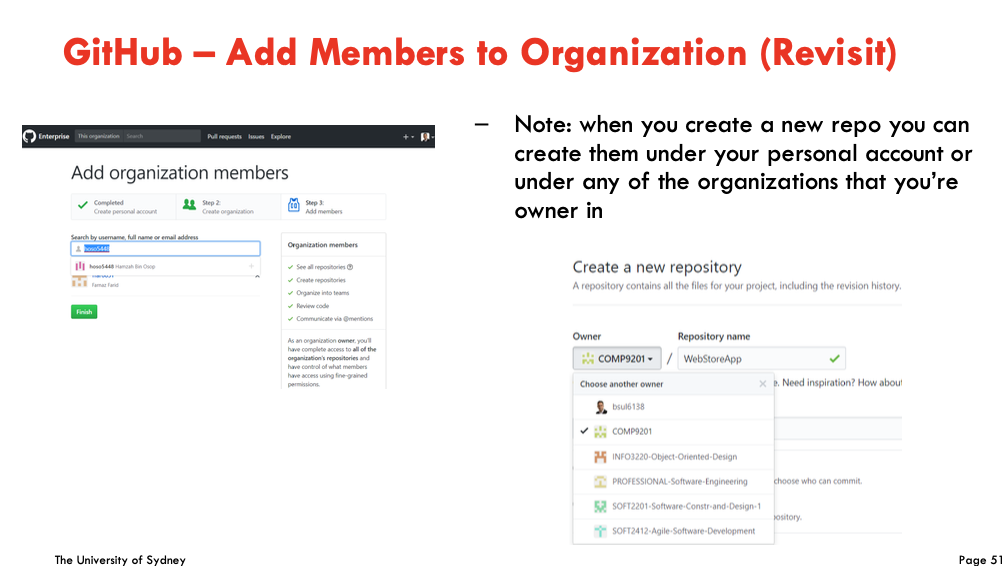 GitHub – Add Members to Organization (Revisit)
Enterprise This organization Search Pull requests Issues Explore
Add organization members
Completed
Create personal account
Step 2:
Create organization
Step 3:
Add members
Search by username, full name or email address
hoso5448
hoso5448 Hamzah Bin Osop
Farnaz Farid
Finish
Organization members
See all repositories
Create repositories
Organize into teams
Review code
Communicate via @mentions
As an organization owner, you'll
have complete access to all of the
organization's repositories and
have control of what members
have access using fine-grained
permissions.
– Note: when you create a new repo you can
create them under your personal account or
under any of the organizations that you're
owner in
Create a new repository
A repository contains all the files for your project, including the revision history.
Owner Repository name
COMP9201 / WebStoreApp
Choose another owner
e. Need inspiration? How about
bsul6138
COMP9201
INFO3220-Object-Oriented-Design
PROFESSIONAL-Software-Engineering
choose who can commit.
SOFT2201-Software-Constr-and-Design-1
pository.
SOFT2412-Agile-Software-Development
The University of Sydney
Page 51